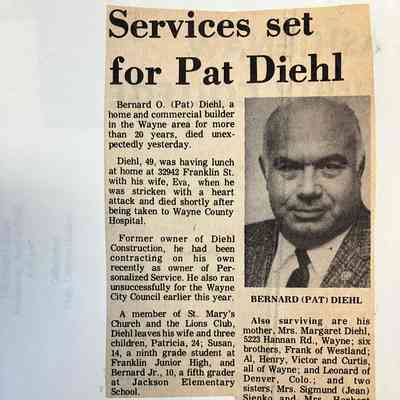 Services set
for Pat Diehl
Bernard O. (Pat) Diehl, a
home and commercial builder
in the Wayne area for more
than 20 years, died unex-
pectedly yesterday.
Diehl, 49, was having lunch
at home at 32942 Franklin St.
with his wife, Eva, when he
was stricken with a heart
attack and died shortly after
being taken to Wayne County
Hospital.
Former owner of Diehl
Construction, he had been
contracting on his own
recently as owner of Per-
sonalized Service. He also ran
unsuccessfully for the Wayne
City Council earlier this year.
A member of St. Mary's
Church and the Lions Club,
Diehl leaves his wife and three
children, Patricia, 24; Susan,
14, a ninth grade student at
Franklin Junior High, and
Bernard Jr., 10, a fifth grader
at Jackson Elementary
School.
BERNARD (PAT) DIEHL
Also surviving are his
mother, Mrs. Margaret Diehl,
5223 Hannan Rd., Wayne; six
brothers, Frank of Westland;
Al, Henry, Victor and Curtis,
all of Wayne; and Leonard of
Denver, Colo.; and two
sisters, Mrs. Sigmund (Jean)
Sienko and Mrs. Herbert